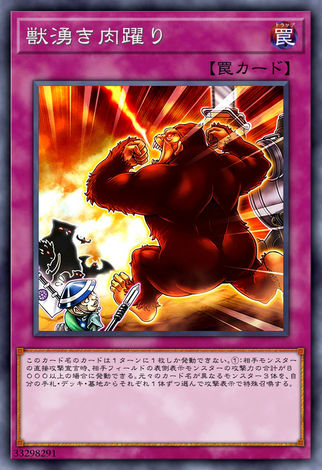 獣湧き肉躍り
トラップ
罠
【罠カード】
このカード名のカードは1ターンに1枚しか発動できない。①：相手モンスター
の直接攻撃宣言時、相手フィールドの表側表示モンスターの攻撃力の合計が8
000以上の場合に発動できる。元々のカード名が異なるモンスター3体を、自
分の手札・デッキ・墓地からそれぞれ1体ずつ選んで攻撃表示で特殊召喚する。
33298291